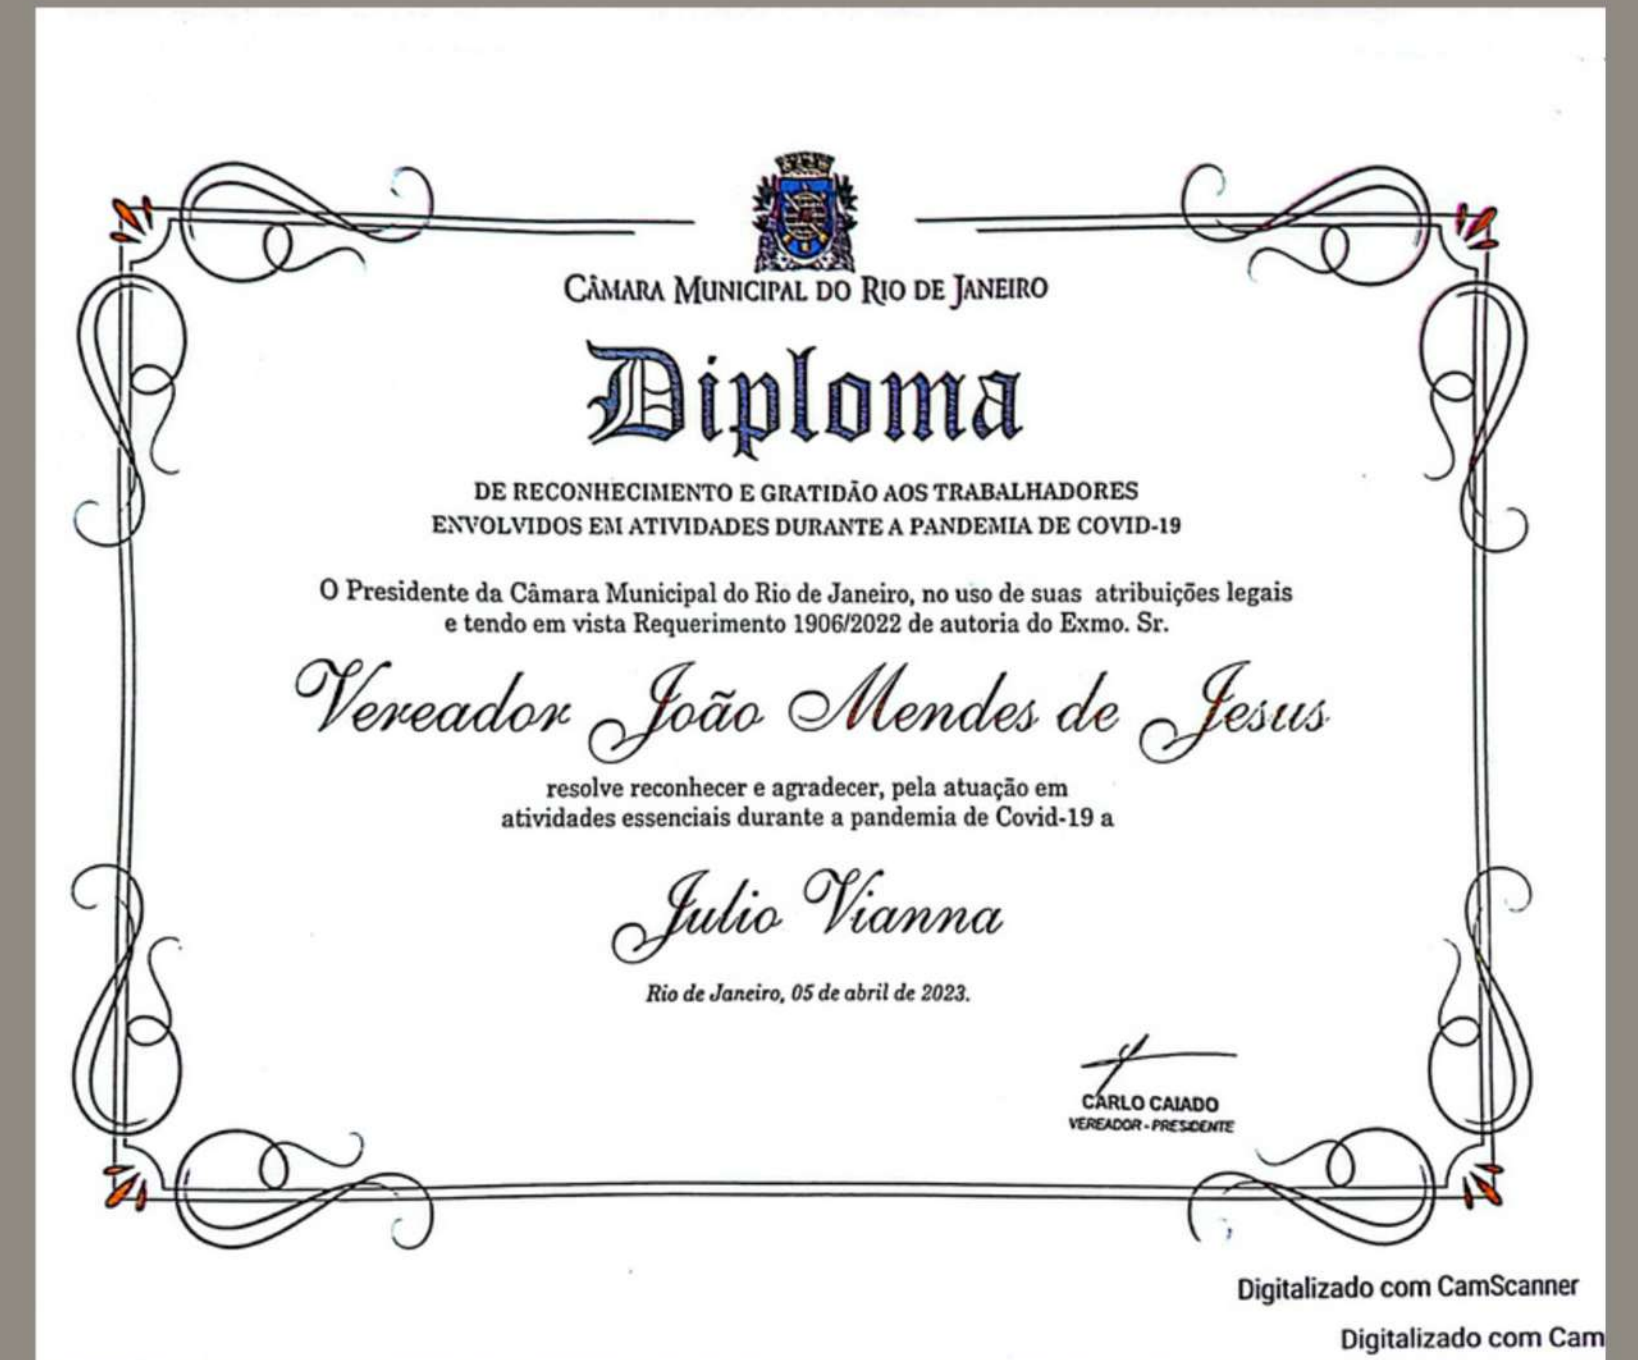 CÂMARA MUNICIPAL DO RIO DE JANEIRO
Diploma
DE RECONHECIMENTO E GRATIDÃO AOS TRABALHADORES
ENVOLVIDOS EM ATIVIDADES DURANTE A PANDEMIA DE COVID-19
O Presidente da Câmara Municipal do Rio de Janeiro, no uso de suas atribuições legais
e tendo em vista Requerimento 1906/2022 de autoria do Exmo. Sr.
Vereador João Mendes de Jesus
resolve reconhecer e agradecer, pela atuação em
atividades essenciais durante a pandemia de Covid-19 a
Julio Vianna
Rio de Janeiro, 05 de abril de 2023.
CARLO CAIADO
VEREADOR - PRESIDENTE
Digitalizado com CamScanner
Digitalizado com Cam